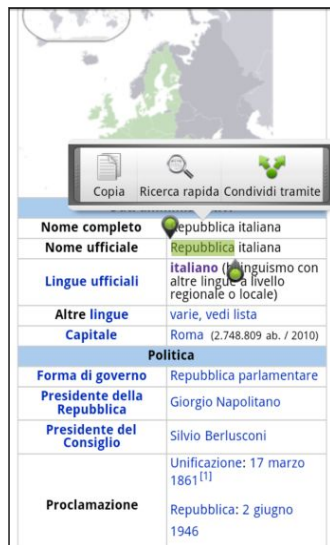 Copia Ricerca rapida Condividi tramite
Nome completo Repubblica italiana
Nome ufficiale Repubblica italiana
Lingue ufficiali italiano (bilinguismo con
altre lingue a livello
regionale o locale)
Altre lingue varie, vedi lista
Capitale Roma (2.748.809 ab. / 2010)
Politica
Forma di governo Repubblica parlamentare
Presidente della
Repubblica
Giorgio Napolitano
Presidente del
Consiglio
Silvio Berlusconi
Proclamazione
Unificazione: 17 marzo
1861[1]
Repubblica: 2 giugno
1946